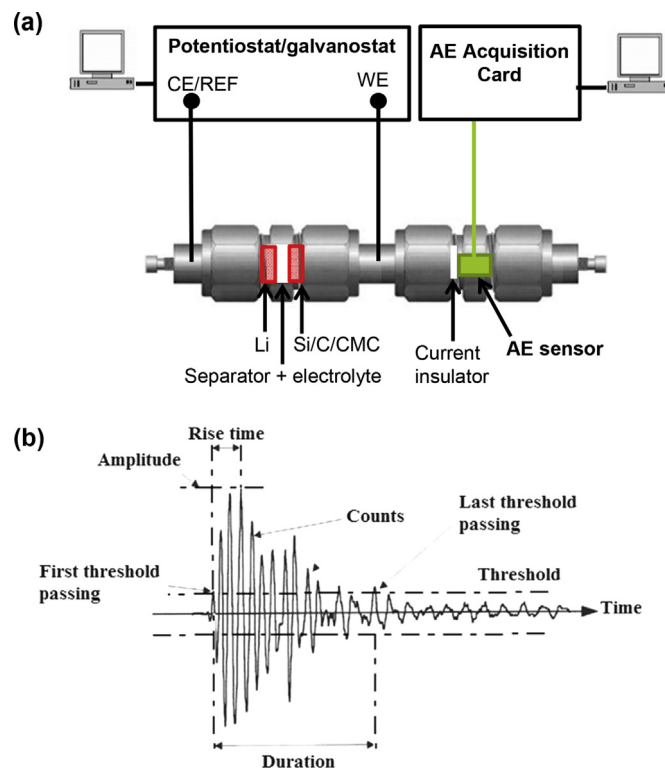 (a)
Potentiostat/galvanostat
CE/REF
WE
AE Acquisition
Card
Li
Si/C/CMC
Separator + electrolyte
Current
insulator
AE sensor
(b)
Rise time
Amplitude
Counts
Last threshold
passing
First threshold
passing
Threshold
Time
Duration